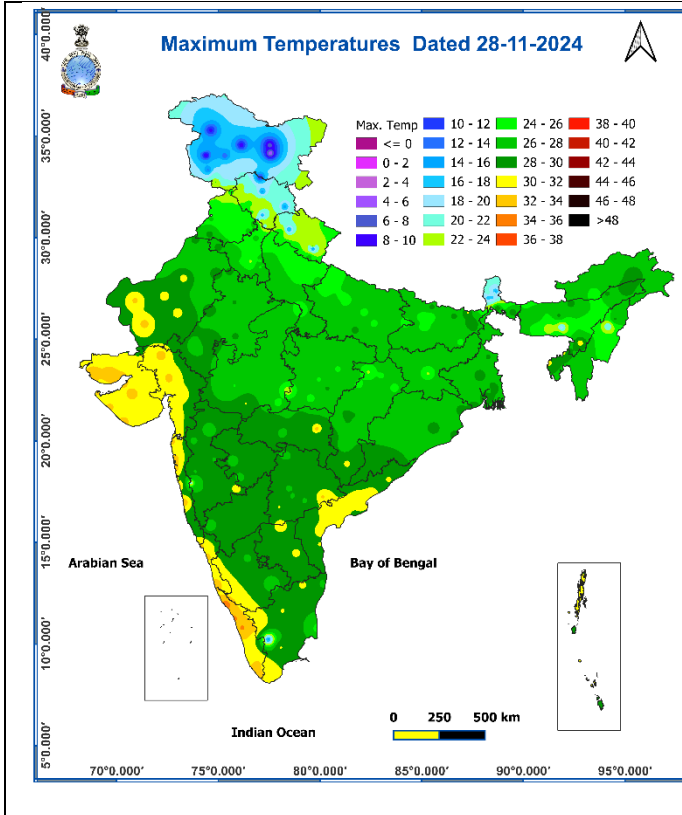 Maximum Temperatures Dated 28-11-2024
Max. Temp
<= 0
0 - 2
2 - 4
4 - 6
6 - 8
8 - 10
10 - 12
12 - 14
14 - 16
16 - 18
18 - 20
20 - 22
22 - 24
24 - 26
26 - 28
28 - 30
30 - 32
32 - 34
34 - 36
36 - 38
38 - 40
40 - 42
42 - 44
44 - 46
46 - 48
>48
40°0.000'
35°0.000'
30°0.000'
25°0.000'
20°0.000'
15°0.000'
10°0.000'
5°0.000'
Arabian Sea
Bay of Bengal
Indian Ocean
0 250 500 km
70°0.000' 75°0.000' 80°0.000' 85°0.000' 90°0.000' 95°0.000'